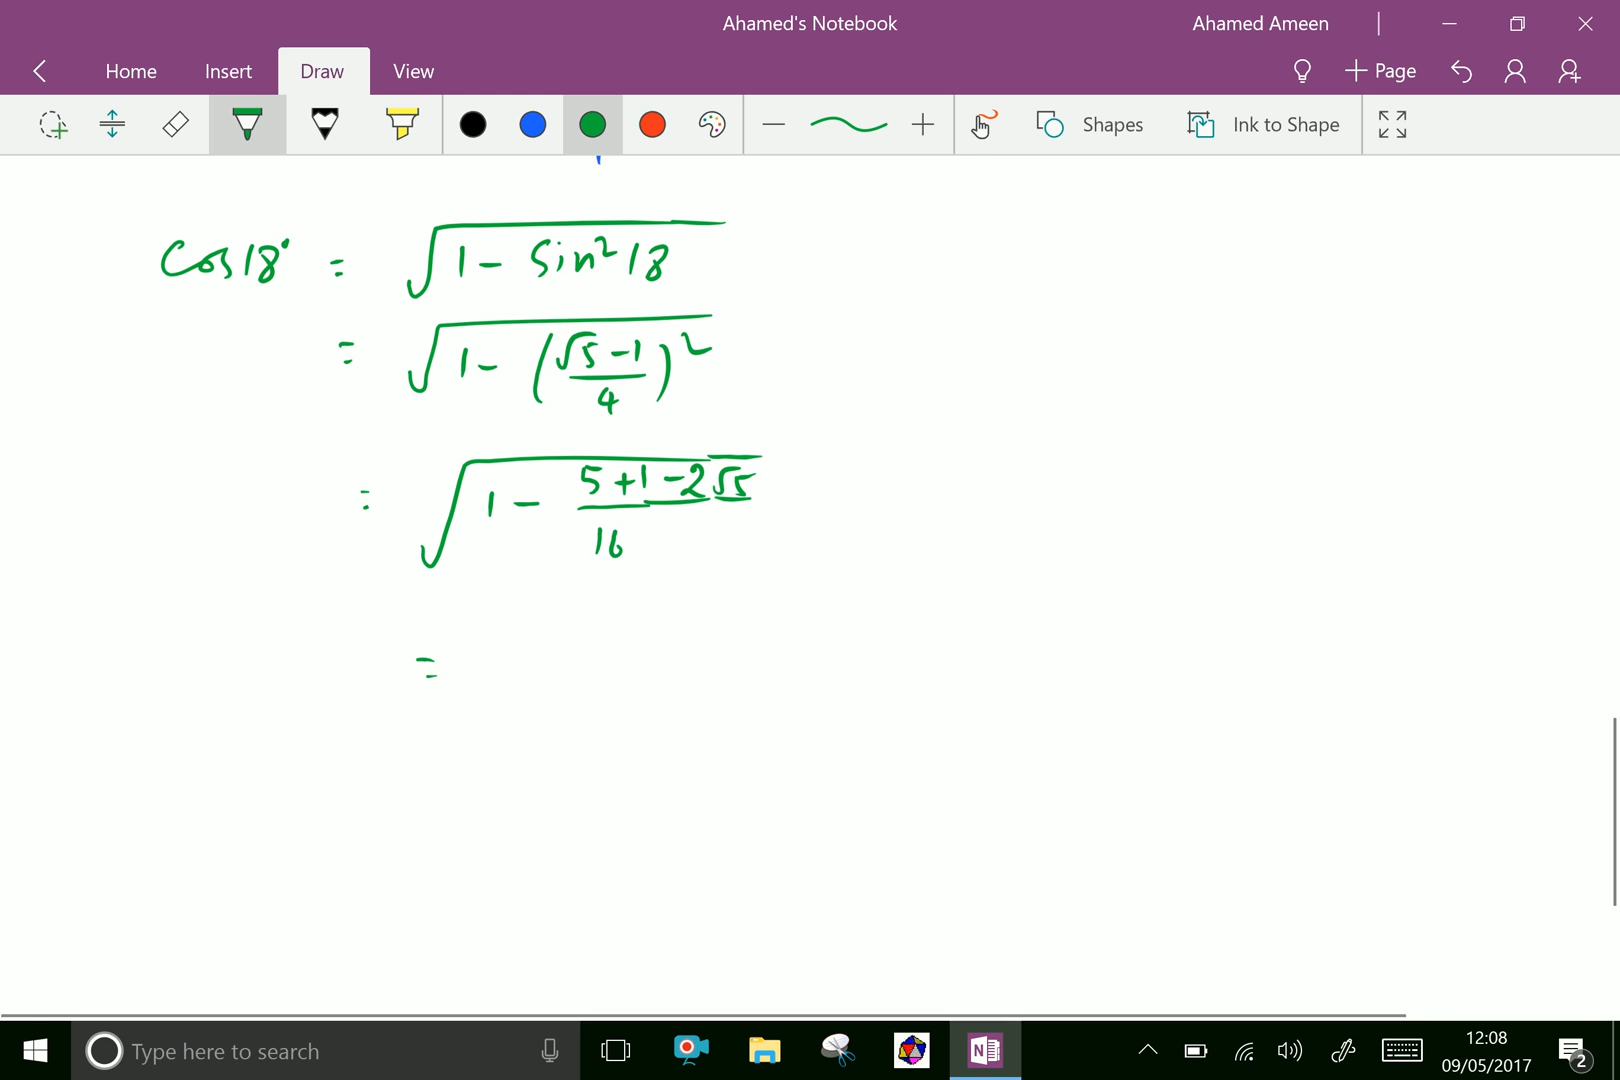 Ahamed's Notebook
Ahamed Ameen
Home Insert Draw View
Page
Shapes
Ink to Shape
Cos18° = √(1 - Sin²18
= √(1 - (√5 - 1 / 4)²
= √(1 - 5 + 1 - 2√5 / 16
=
Type here to search
N
12:08
09/05/2017
2